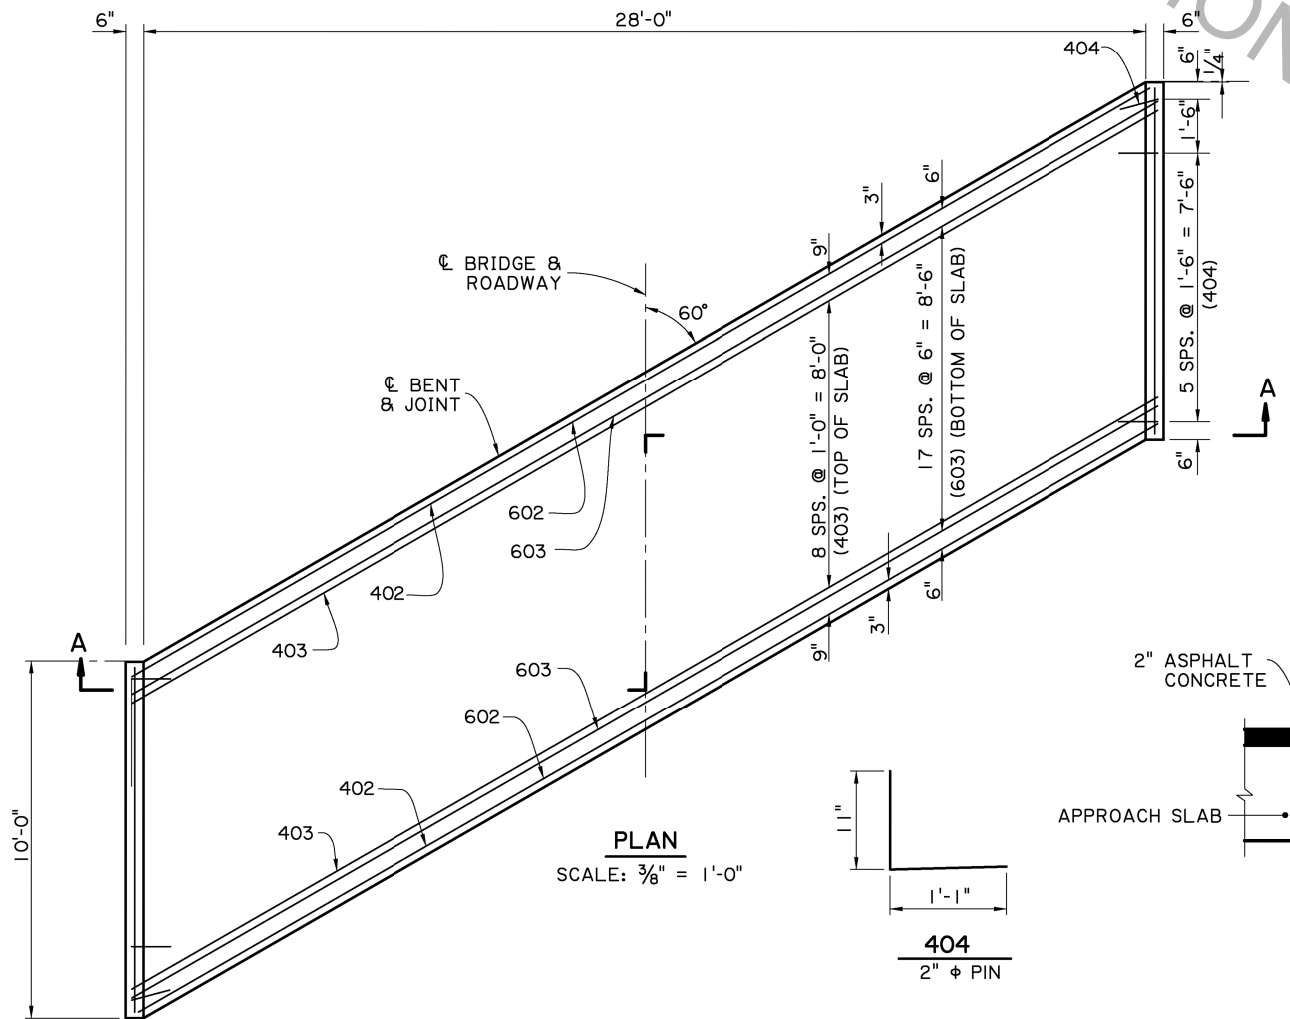 6"
28'-0"
6"
ION
404
6"
1/4"
1'-6"
5 SPS. @ 1'-6" = 7'-6"
(404)
6"
3"
6"
9"
℄ BRIDGE &
ROADWAY
60°
℄ BENT
& JOINT
8 SPS. @ 1'-0" = 8'-0"
(403) (TOP OF SLAB)
17 SPS. @ 6" = 8'-6"
(603) (BOTTOM OF SLAB)
A
602
603
402
403
A
9"
3"
6"
603
602
402
403
10'-0"
PLAN
SCALE: ⅜" = 1'-0"
11"
1'-1"
404
2" ϕ PIN
2" ASPHALT
CONCRETE
APPROACH SLAB